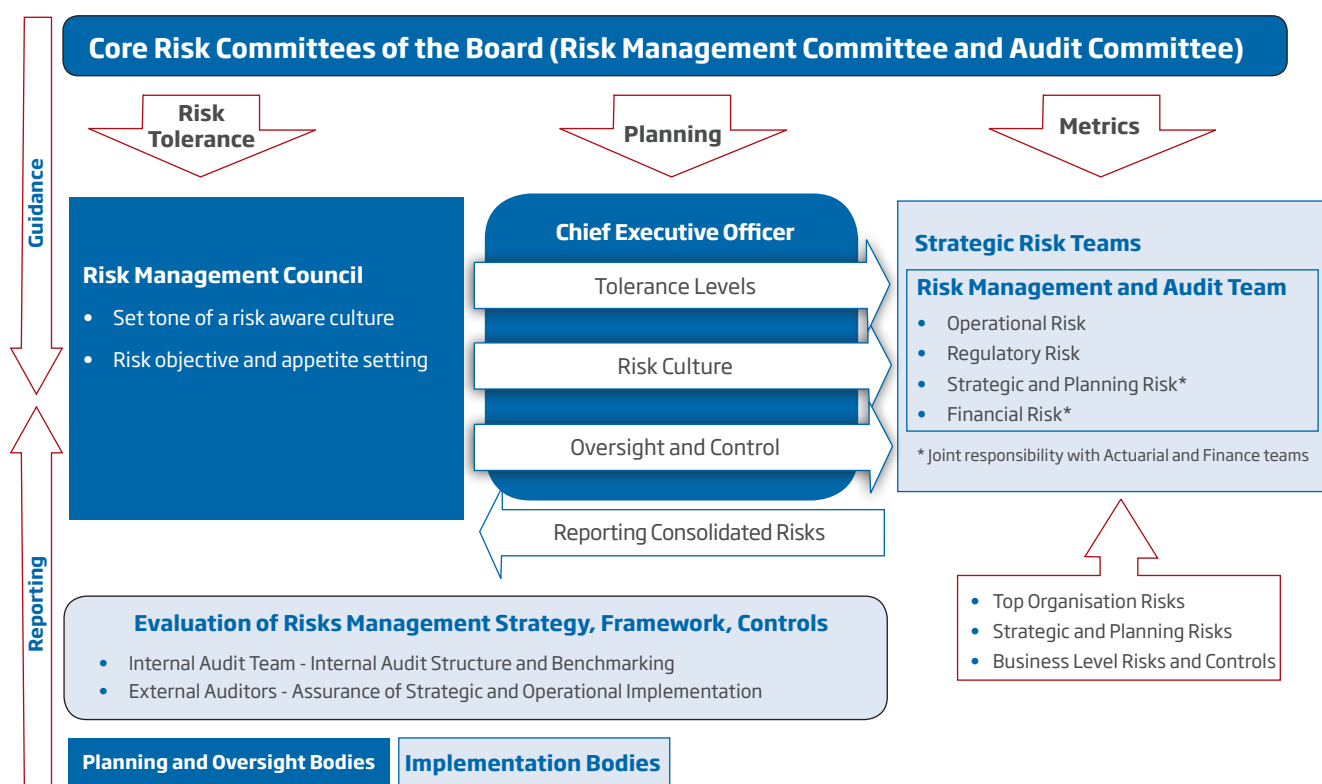 Core Risk Committees of the Board (Risk Management Committee and Audit Committee)
Guidance
Risk
Tolerance
Planning
Metrics
Risk Management Council
• Set tone of a risk aware culture
• Risk objective and appetite setting
Chief Executive Officer
Tolerance Levels
Risk Culture
Oversight and Control
Reporting Consolidated Risks
Strategic Risk Teams
Risk Management and Audit Team
• Operational Risk
• Regulatory Risk
• Strategic and Planning Risk*
• Financial Risk*
* Joint responsibility with Actuarial and Finance teams
• Top Organisation Risks
• Strategic and Planning Risks
• Business Level Risks and Controls
Reporting
Evaluation of Risks Management Strategy, Framework, Controls
• Internal Audit Team - Internal Audit Structure and Benchmarking
• External Auditors - Assurance of Strategic and Operational Implementation
Planning and Oversight Bodies
Implementation Bodies